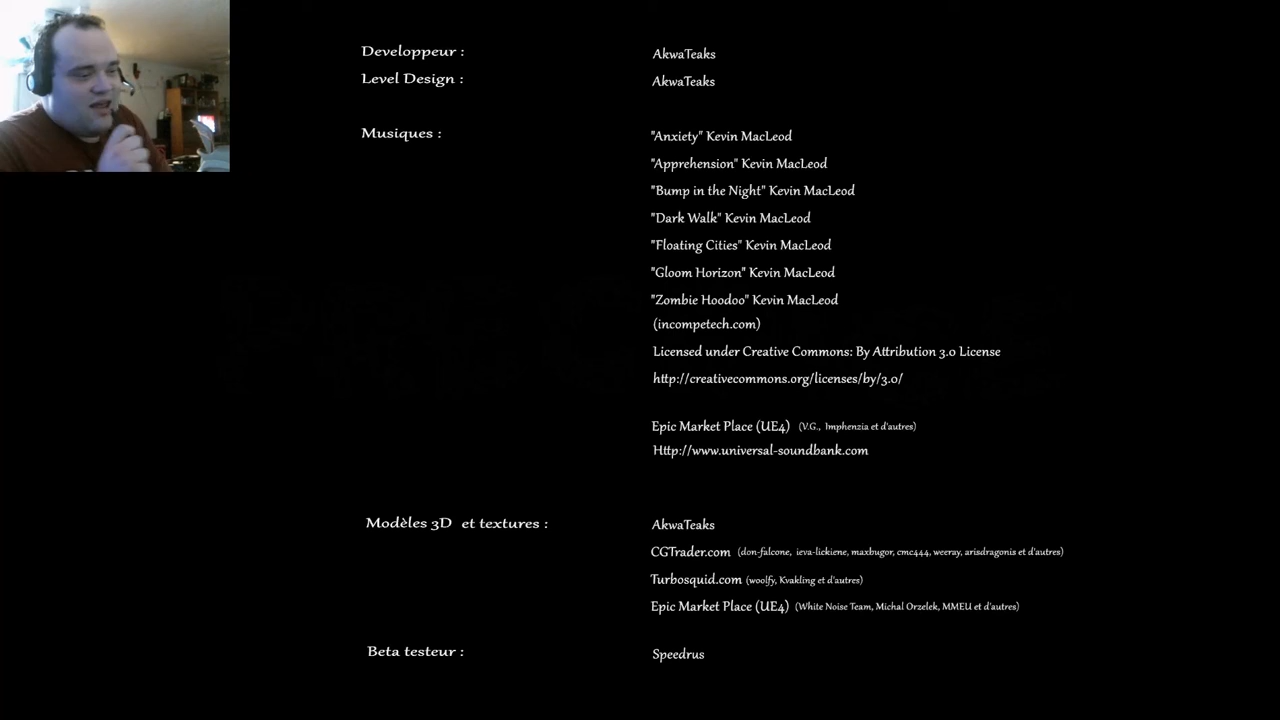 Developpeur : AkwaTeaks
Level Design : AkwaTeaks
Musiques : "Anxiety" Kevin MacLeod
"Apprehension" Kevin MacLeod
"Bump in the Night" Kevin MacLeod
"Dark Walk" Kevin MacLeod
"Floating Cities" Kevin MacLeod
"Gloom Horizon" Kevin MacLeod
"Zombie Hoodoo" Kevin MacLeod
(incompetech.com)
Licensed under Creative Commons: By Attribution 3.0 License
http://creativecommons.org/licenses/by/3.0/
Epic Market Place (UE4) (V.G., Imphenzia et d'autres)
Http://www.universal-soundbank.com
Modèles 3D et textures : AkwaTeaks
CGTrader.com (don-falcone, ieva-lickiene, maxbugor, cmc444, weeray, arisdragonis et d'autres)
Turbosquid.com (woolfy, Kvakling et d'autres)
Epic Market Place (UE4) (White Noise Team, Michal Orzelek, MMEU et d'autres)
Beta testeur : Speedrus